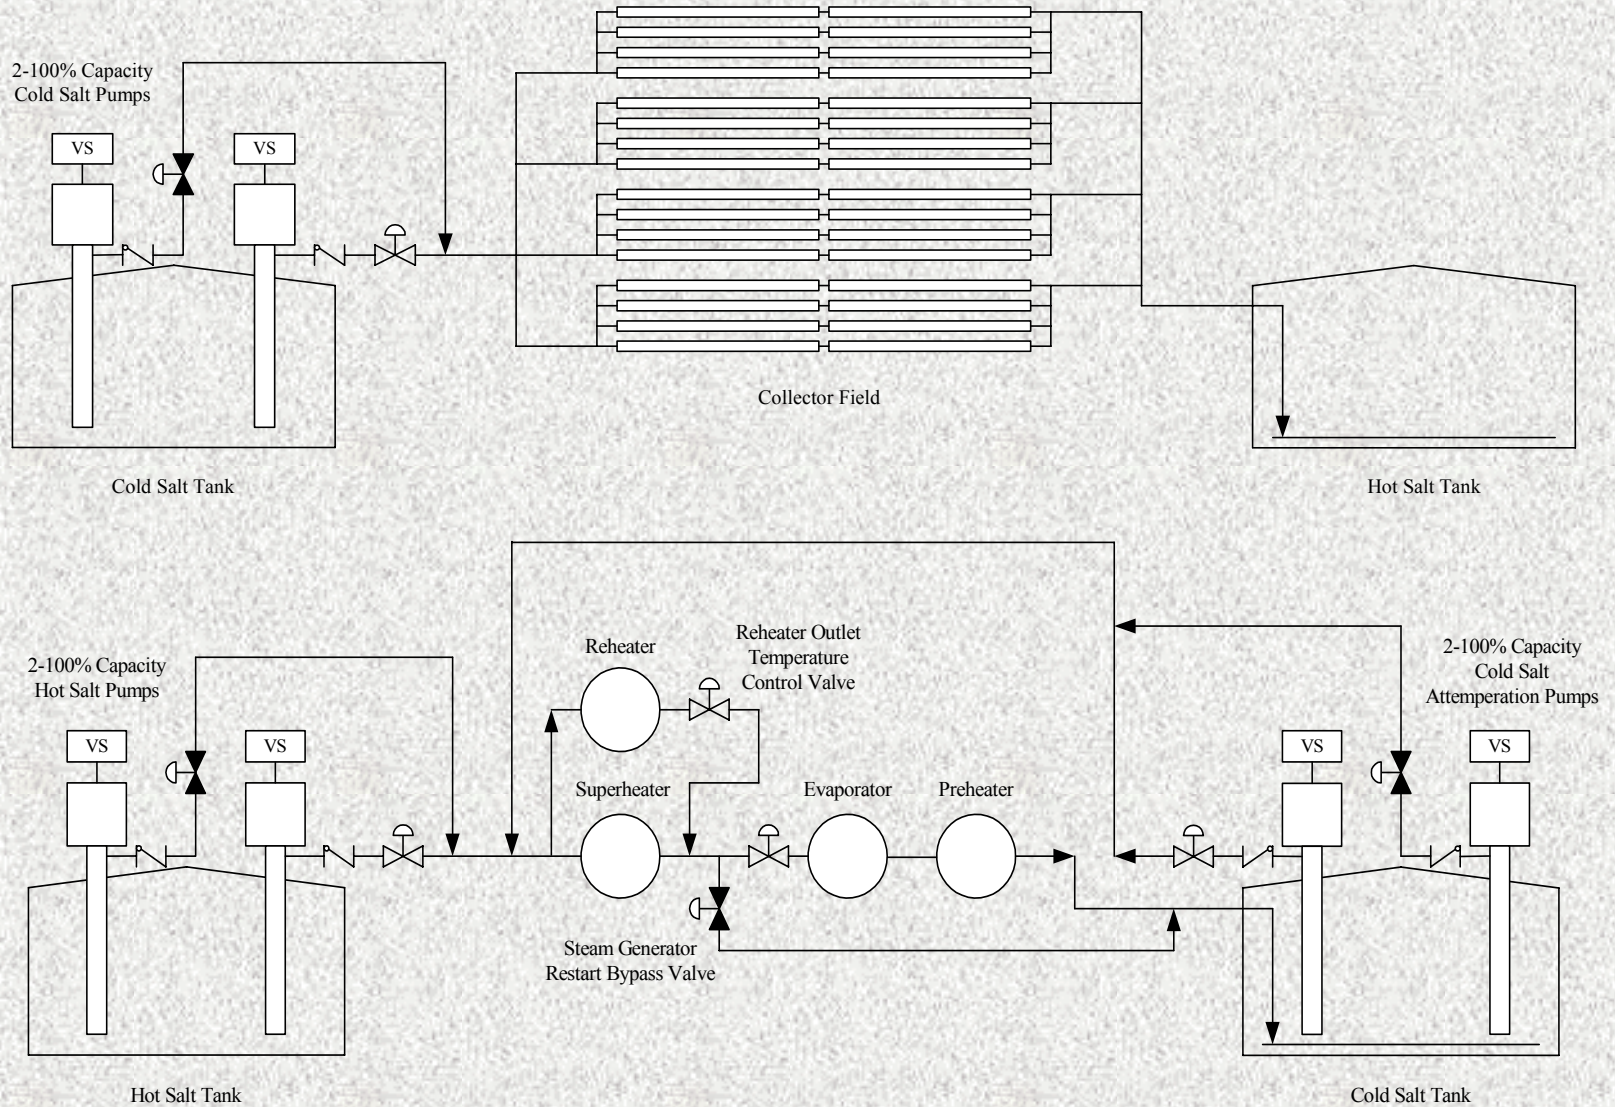 2-100% Capacity
Cold Salt Pumps
VS
VS
Collector Field
Cold Salt Tank
Hot Salt Tank
2-100% Capacity
Hot Salt Pumps
VS
VS
Reheater
Reheater Outlet
Temperature
Control Valve
2-100% Capacity
Cold Salt
Attemperation Pumps
VS
VS
Superheater
Evaporator
Preheater
Steam Generator
Restart Bypass Valve
Hot Salt Tank
Cold Salt Tank